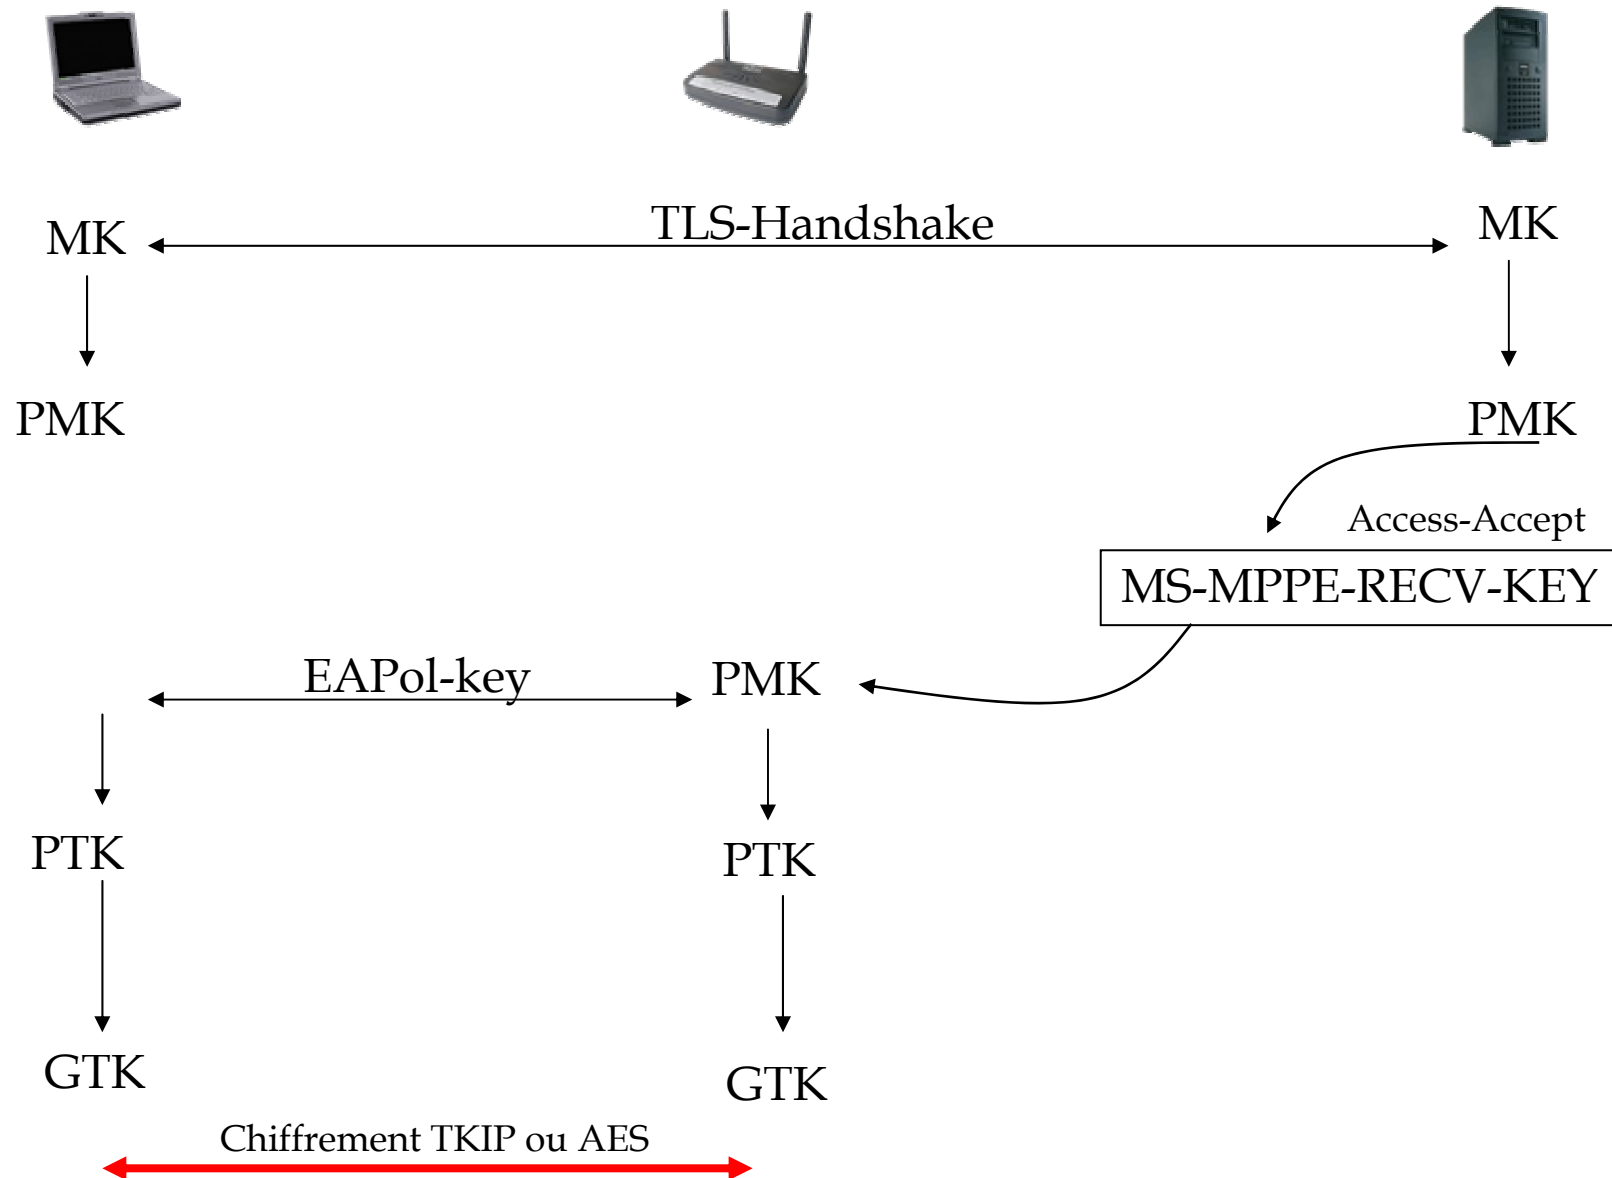 MK
TLS-Handshake
MK
PMK
PMK
Access-Accept
MS-MPPE-RECV-KEY
EAPol-key
PMK
PTK
PTK
GTK
GTK
Chiffrement TKIP ou AES